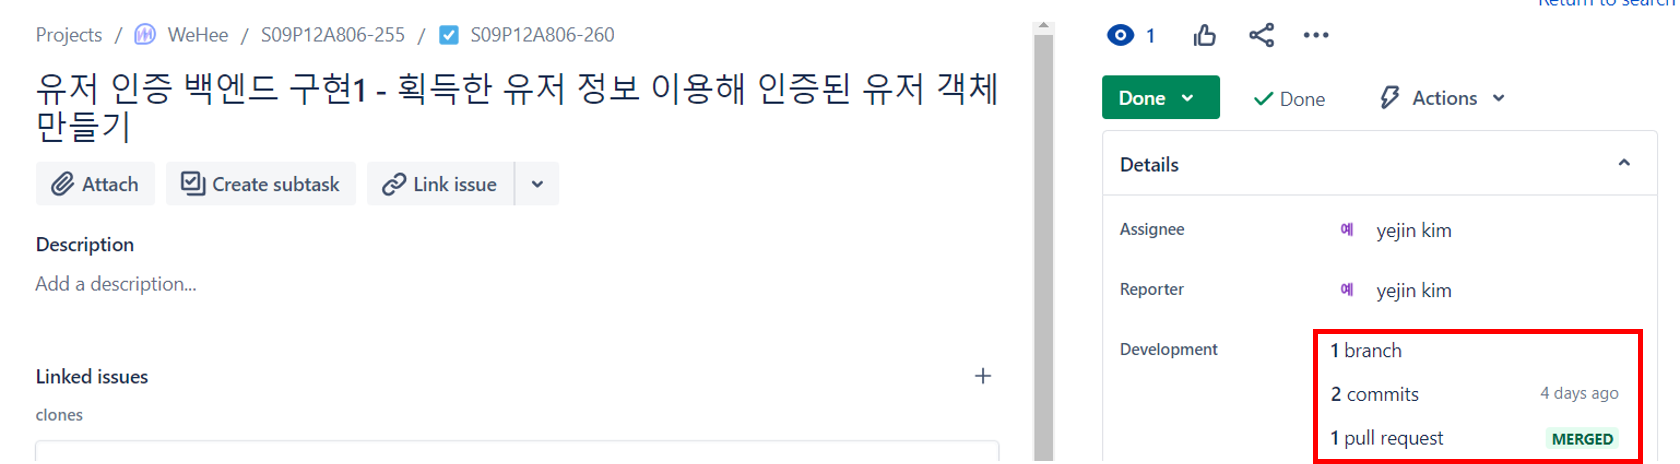 Return to search
Projects / WeHee / S09P12A806-255 / S09P12A806-260
유저 인증 백엔드 구현1 - 획득한 유저 정보 이용해 인증된 유저 객체
만들기
Attach Create subtask Link issue
Description
Add a description...
Linked issues
clones
1
Done Done Actions
Details
Assignee 예 yejin kim
Reporter 예 yejin kim
Development 1 branch
2 commits 4 days ago
1 pull request MERGED